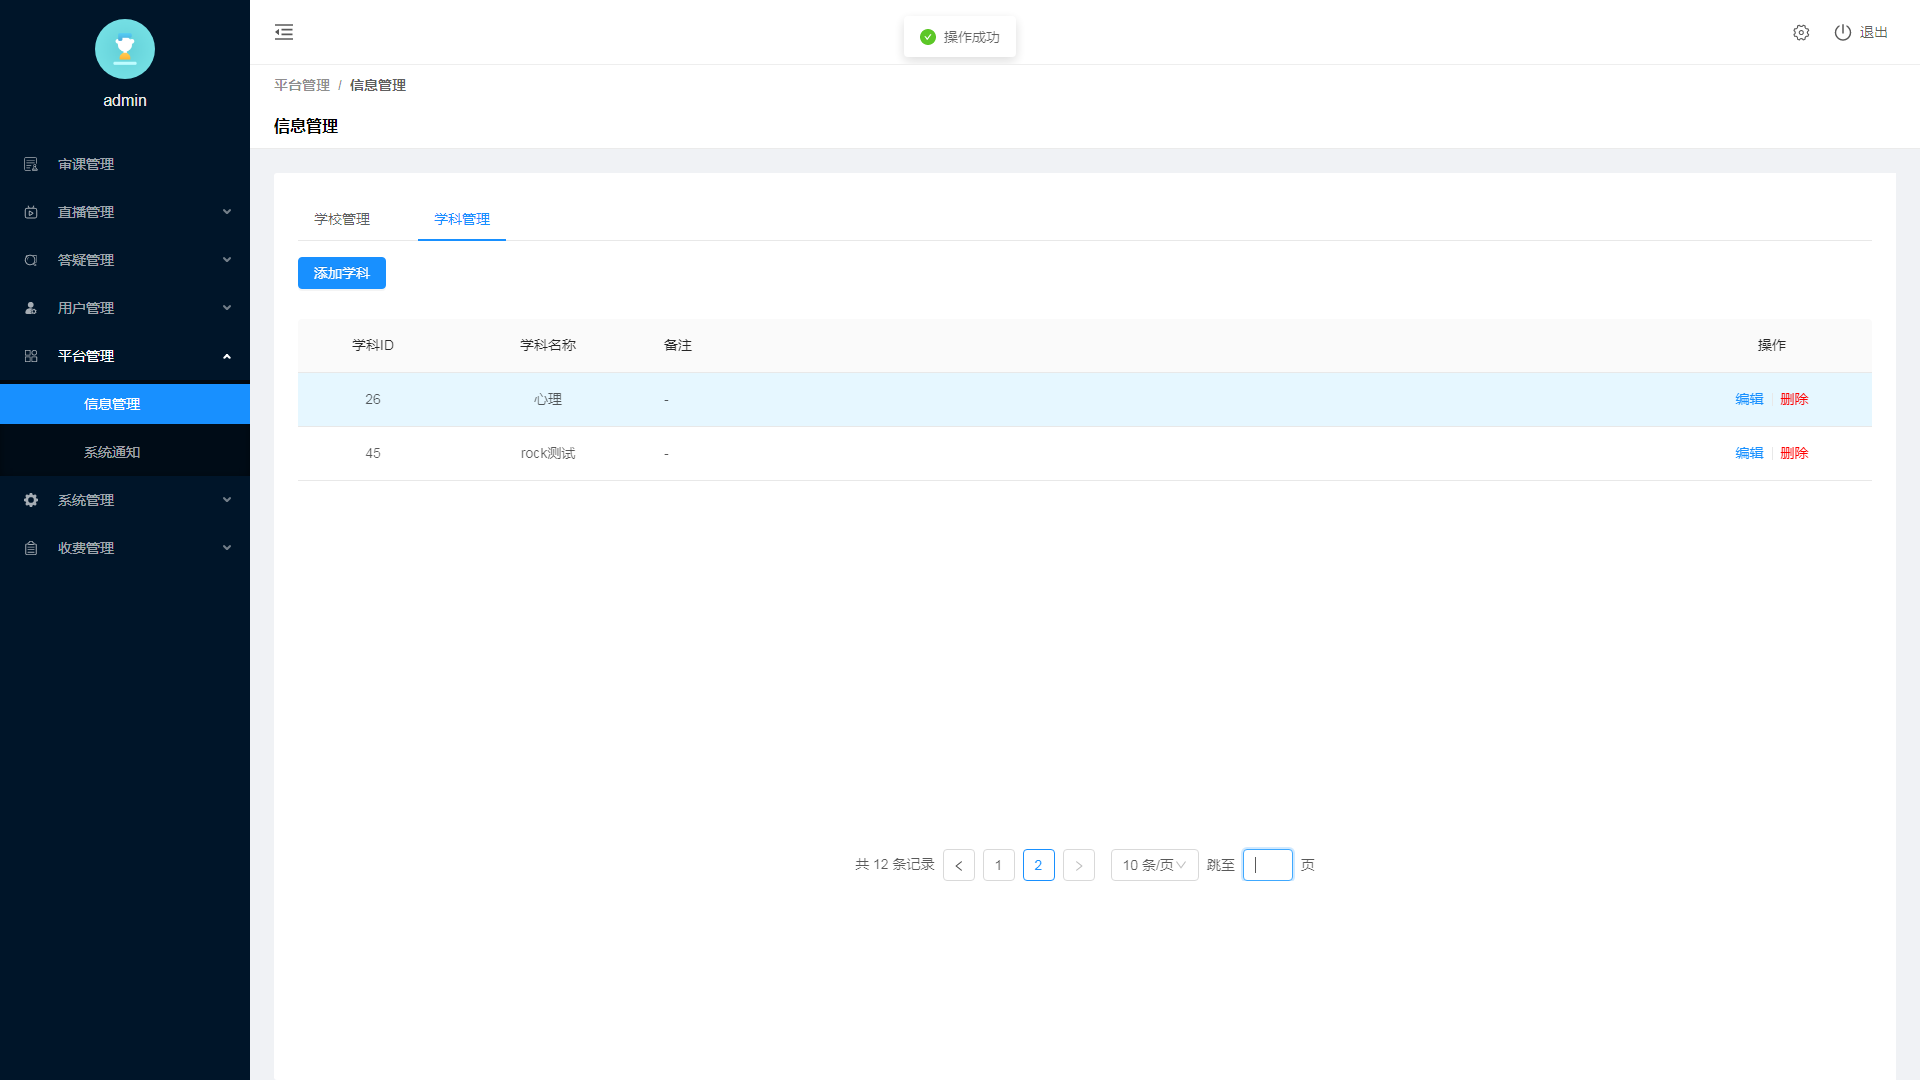 admin
审课管理
直播管理
答疑管理
用户管理
平台管理
信息管理
系统通知
系统管理
收费管理
操作成功
退出
平台管理 / 信息管理
信息管理
学校管理 学科管理
添加学科
学科ID 学科名称 备注 操作
26 心理 - 编辑 删除
45 rock测试 - 编辑 删除
共 12 条记录 < 1 2 > 10 条/页 跳至 页